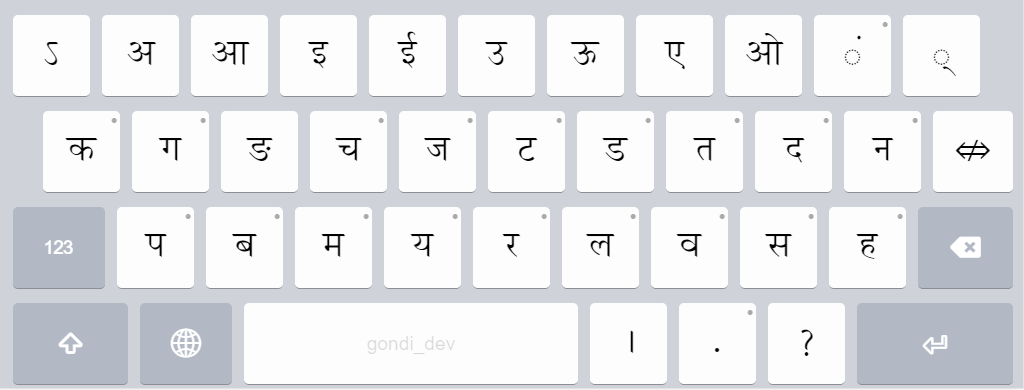 ऽ अ आ इ ई उ ऊ ए ओ ं ्
क ग ङ च ज ट ड त द न ⇎
123 प ब म य र ल व स ह
gondi_dev । . ?